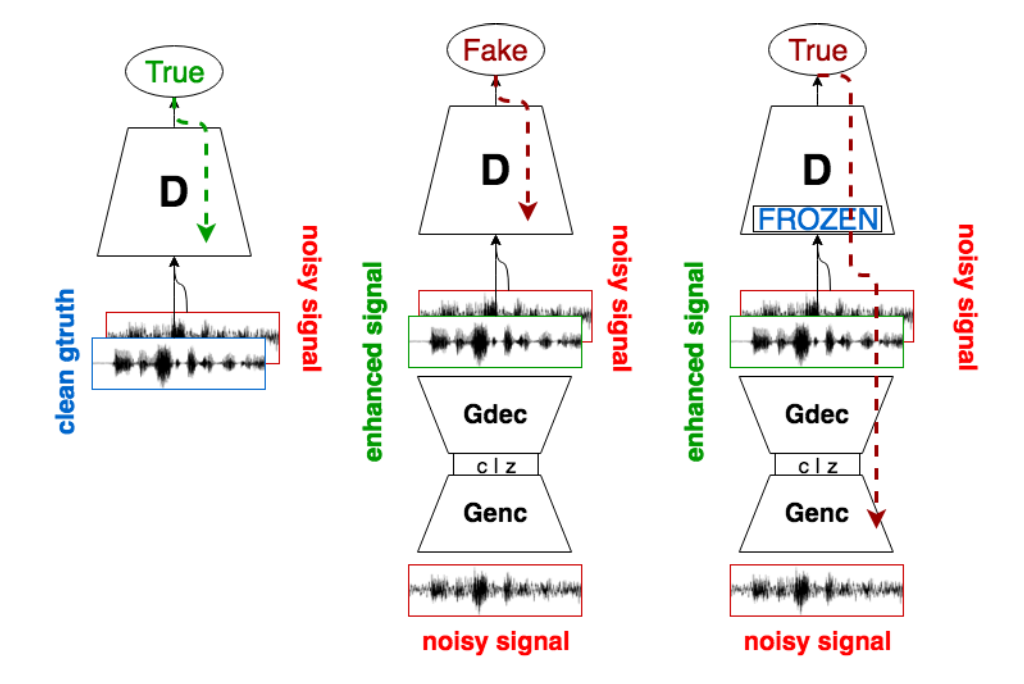 True
D
clean gtruth
noisy signal
Fake
D
enhanced signal
noisy signal
Gdec
c | z
Genc
noisy signal
True
D
FROZEN
enhanced signal
noisy signal
Gdec
c | z
Genc
noisy signal